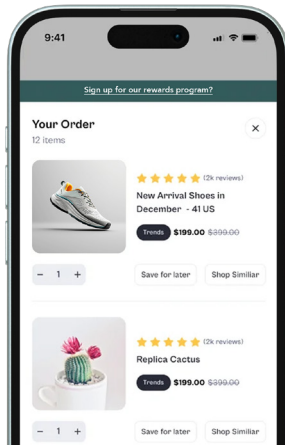 9:41
Sign up for our rewards program?
Your Order
12 items
(2k reviews)
New Arrival Shoes in
December - 41 US
Trends $199.00 $399.00
- 1 +
Save for later
Shop Similiar
(2k reviews)
Replica Cactus
Trends $199.00 $399.00
- 1 +
Save for later
Shop Similiar